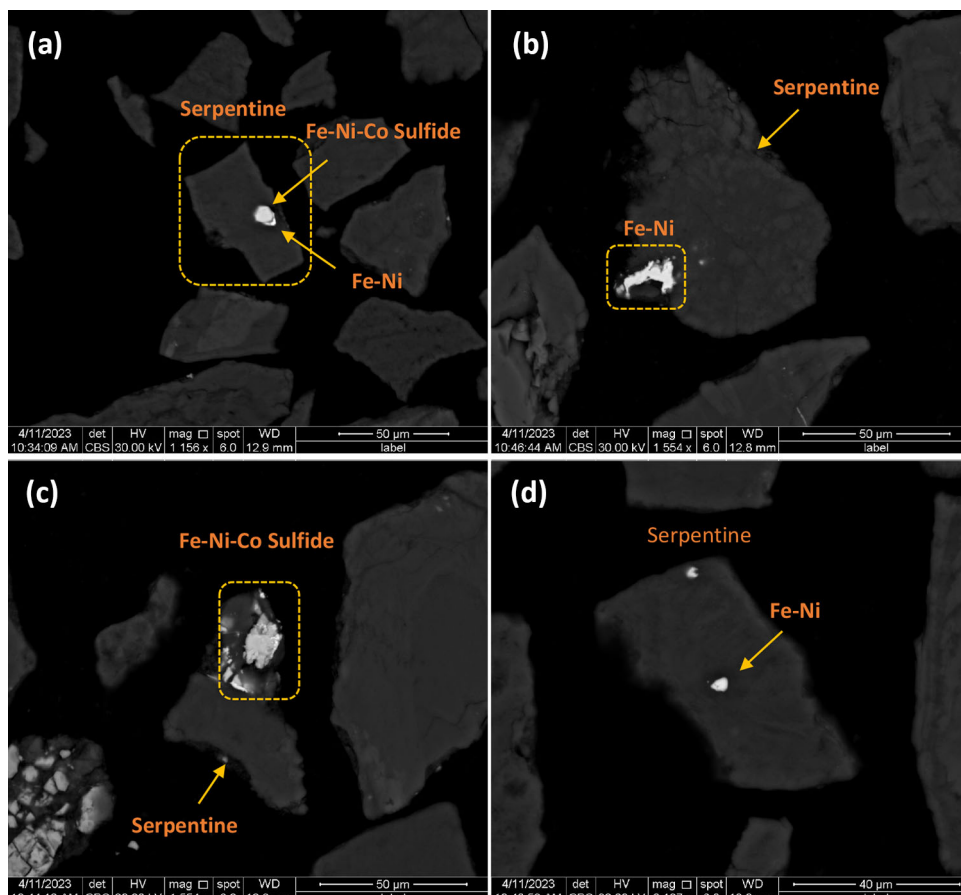 (a)
Serpentine
Fe-Ni-Co Sulfide
Fe-Ni
4/11/2023 det HV mag spot WD 50 µm
10:34:09 AM CBS 30.00 kV 1 156 x 6.0 12.9 mm label
(b)
Serpentine
Fe-Ni
4/11/2023 det HV mag spot WD 50 µm
10:46:44 AM CBS 30.00 kV 1 554 x 6.0 12.8 mm label
(c)
Fe-Ni-Co Sulfide
Serpentine
4/11/2023 det HV mag spot WD 50 µm
(d)
Serpentine
Fe-Ni
4/11/2023 det HV mag spot WD 40 µm